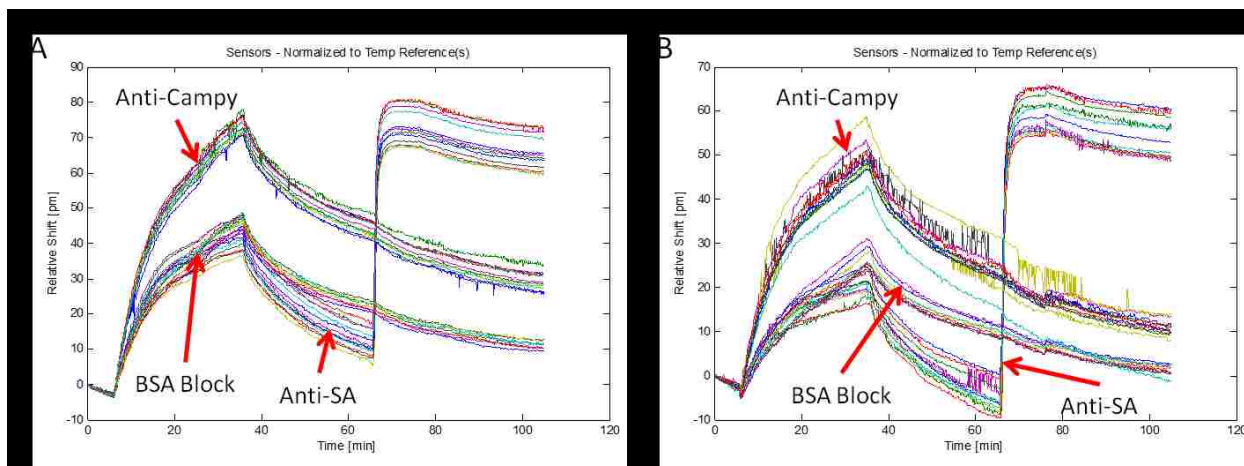 A
Sensors - Normalized to Temp Reference(s)
90
80
70
60
50
40
30
20
10
0
-10
Relative Shift [pm]
Anti-Campy
BSA Block
Anti-SA
0 20 40 60 80 100 120
Time [min]
B
Sensors - Normalized to Temp Reference(s)
70
60
50
40
30
20
10
0
-10
Relative Shift [pm]
Anti-Campy
BSA Block
Anti-SA
0 20 40 60 80 100 120
Time [min]